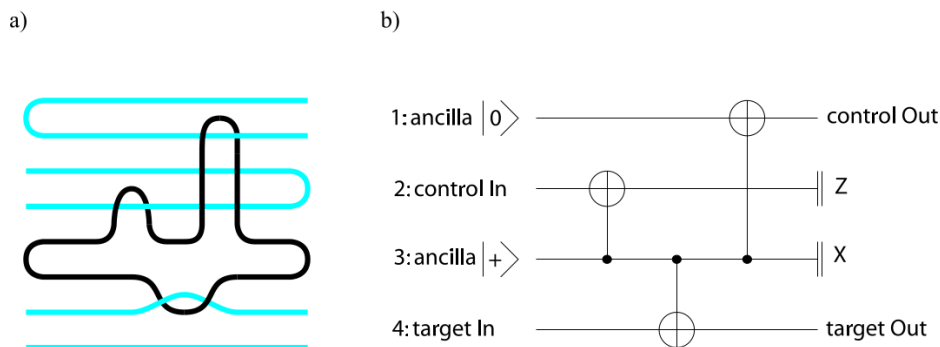 a)
b)
1:ancilla |0⟩
control Out
2:control In
Z
3:ancilla |+⟩
X
4:target In
target Out